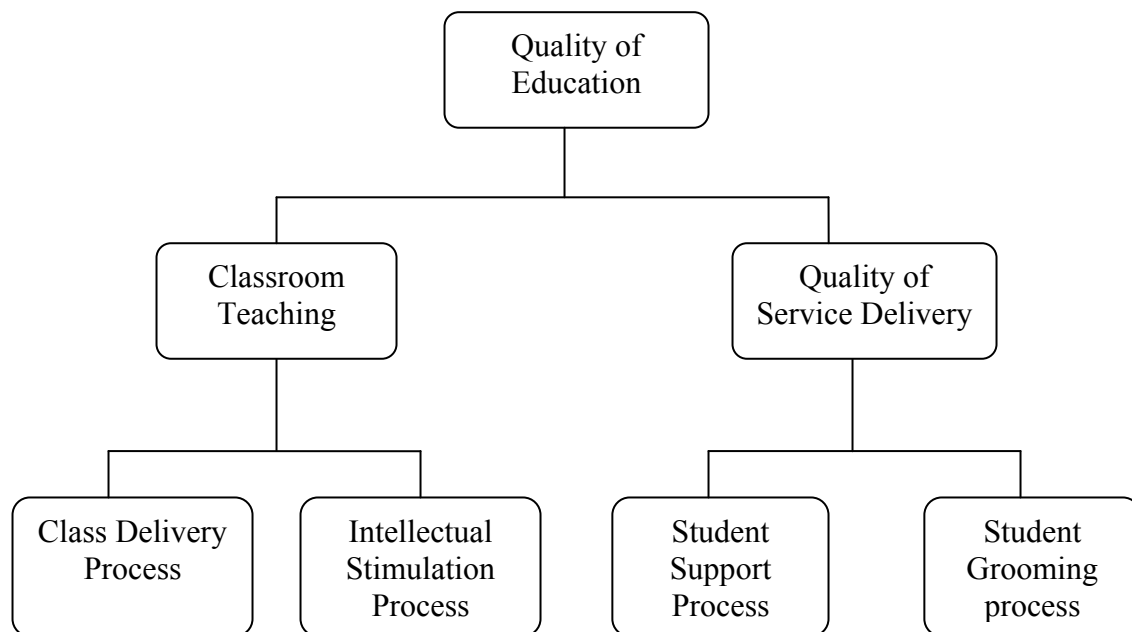 Quality of
Education
Classroom
Teaching
Quality of
Service Delivery
Class Delivery
Process
Intellectual
Stimulation
Process
Student
Support
Process
Student
Grooming
process